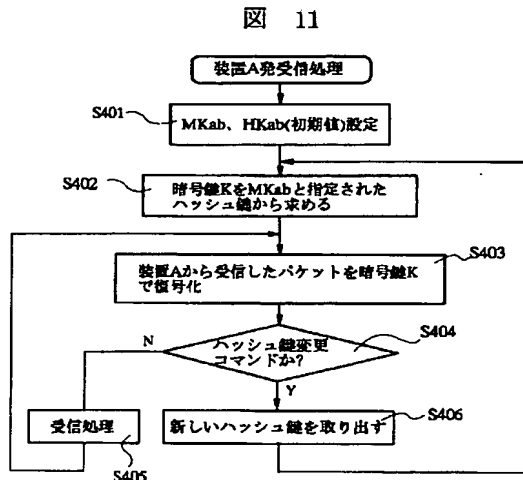 図 11
装置A発受信処理
S401
MKab、HKab(初期値)設定
S402
暗号鍵KをMKabと指定された
ハッシュ鍵から求める
S403
装置Aから受信したパケットを暗号鍵K
で復号化
S404
ハッシュ鍵変更
コマンドか?
N
Y
受信処理
S405
新しいハッシュ鍵を取り出す
S406